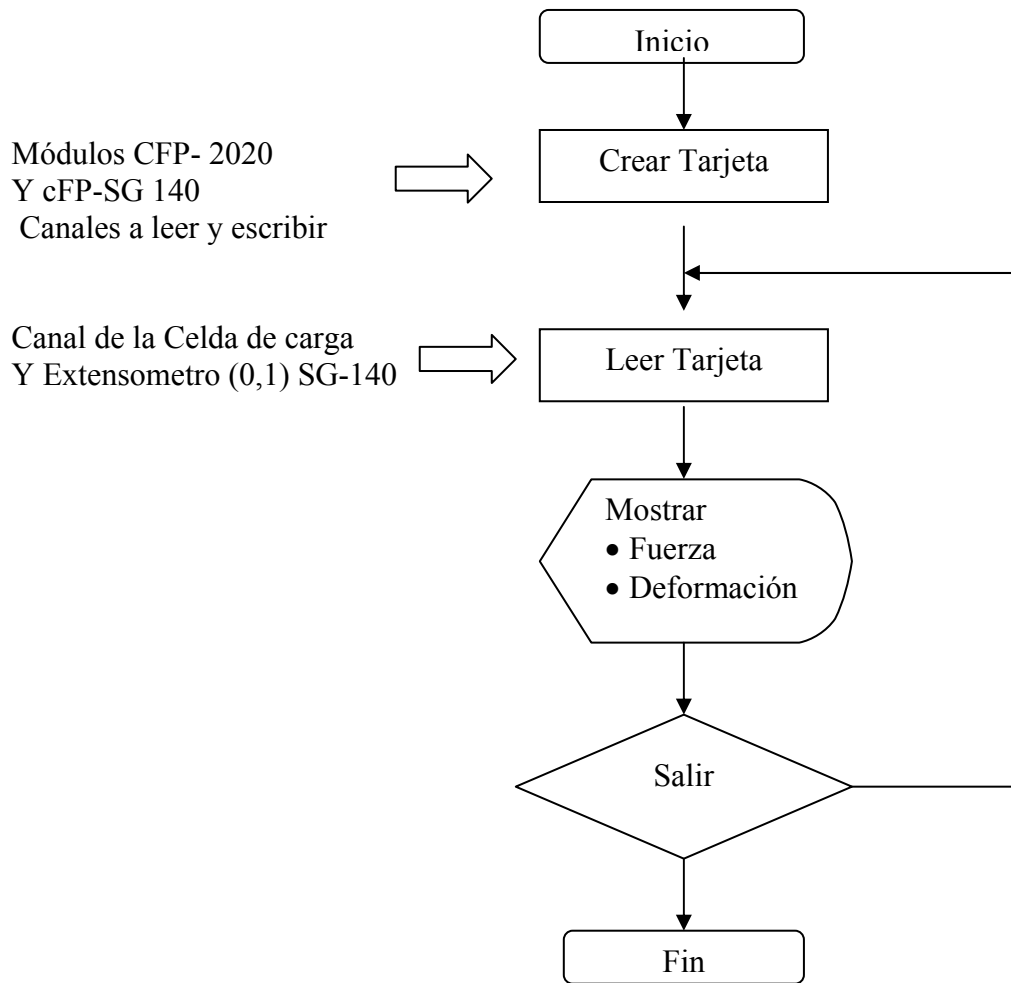 Inicio
Módulos CFP- 2020
Y cFP-SG 140
Canales a leer y escribir
Crear Tarjeta
Canal de la Celda de carga
Y Extensometro (0,1) SG-140
Leer Tarjeta
Mostrar
• Fuerza
• Deformación
Salir
Fin